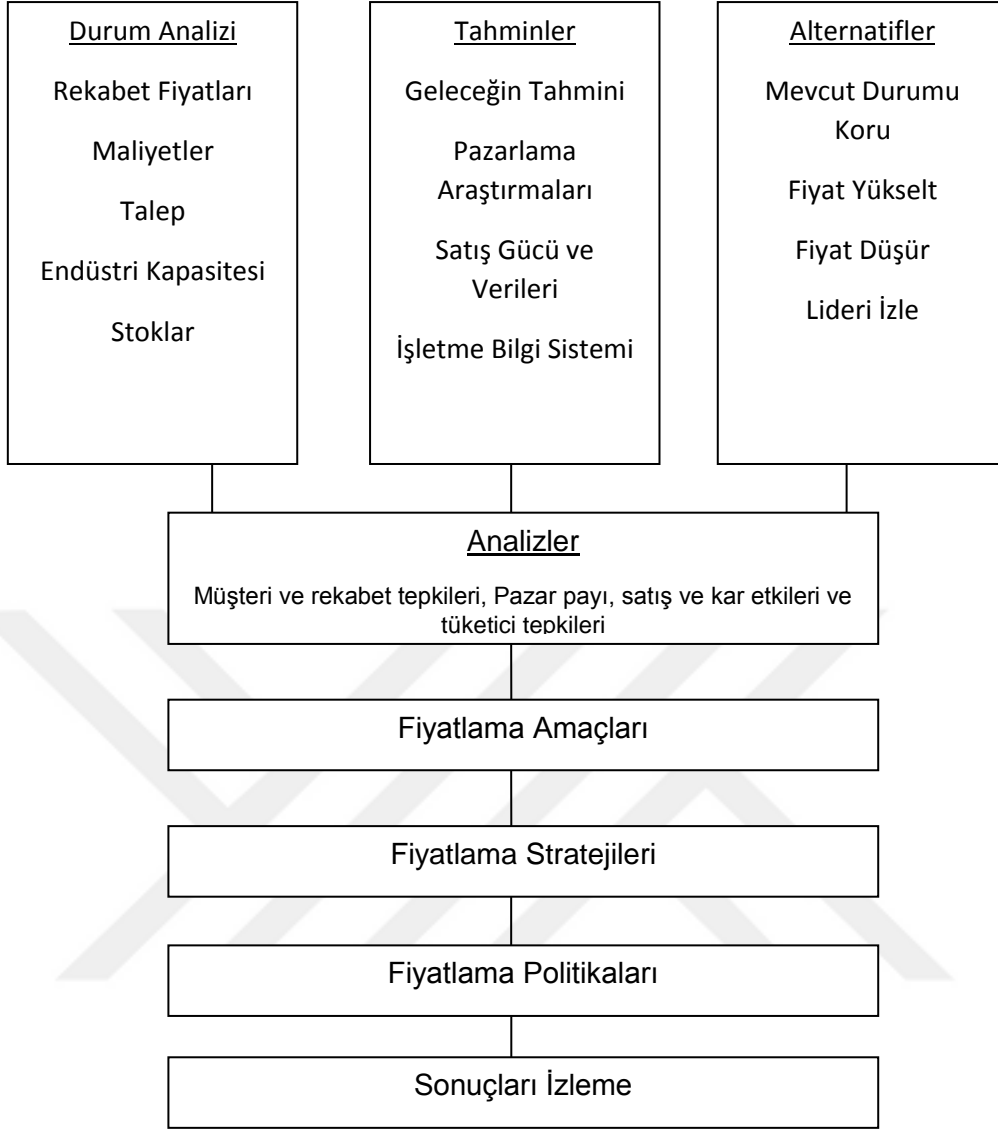 Durum Analizi
Rekabet Fiyatları
Maliyetler
Talep
Endüstri Kapasitesi
Stoklar
Tahminler
Geleceğin Tahmini
Pazarlama
Araştırmaları
Satış Gücü ve
Verileri
İşletme Bilgi Sistemi
Alternatifler
Mevcut Durumu
Koru
Fiyat Yükselt
Fiyat Düşür
Lideri İzle
Analizler
Müşteri ve rekabet tepkileri, Pazar payı, satış ve kar etkileri ve
tüketici tepkileri
Fiyatlama Amaçları
Fiyatlama Stratejileri
Fiyatlama Politikaları
Sonuçları İzleme